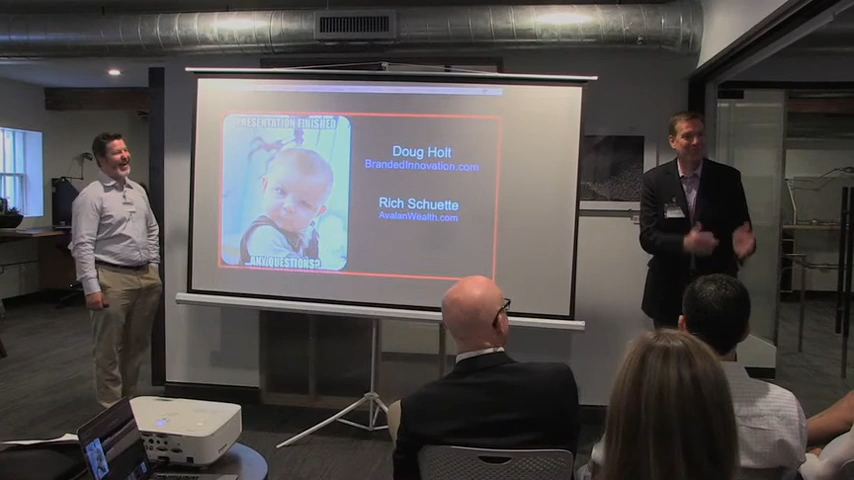 PRESENTATION FINISHED
ANY QUESTIONS?
Doug Holt
BrandedInnovation.com
Rich Schuette
AvalanWealth.com